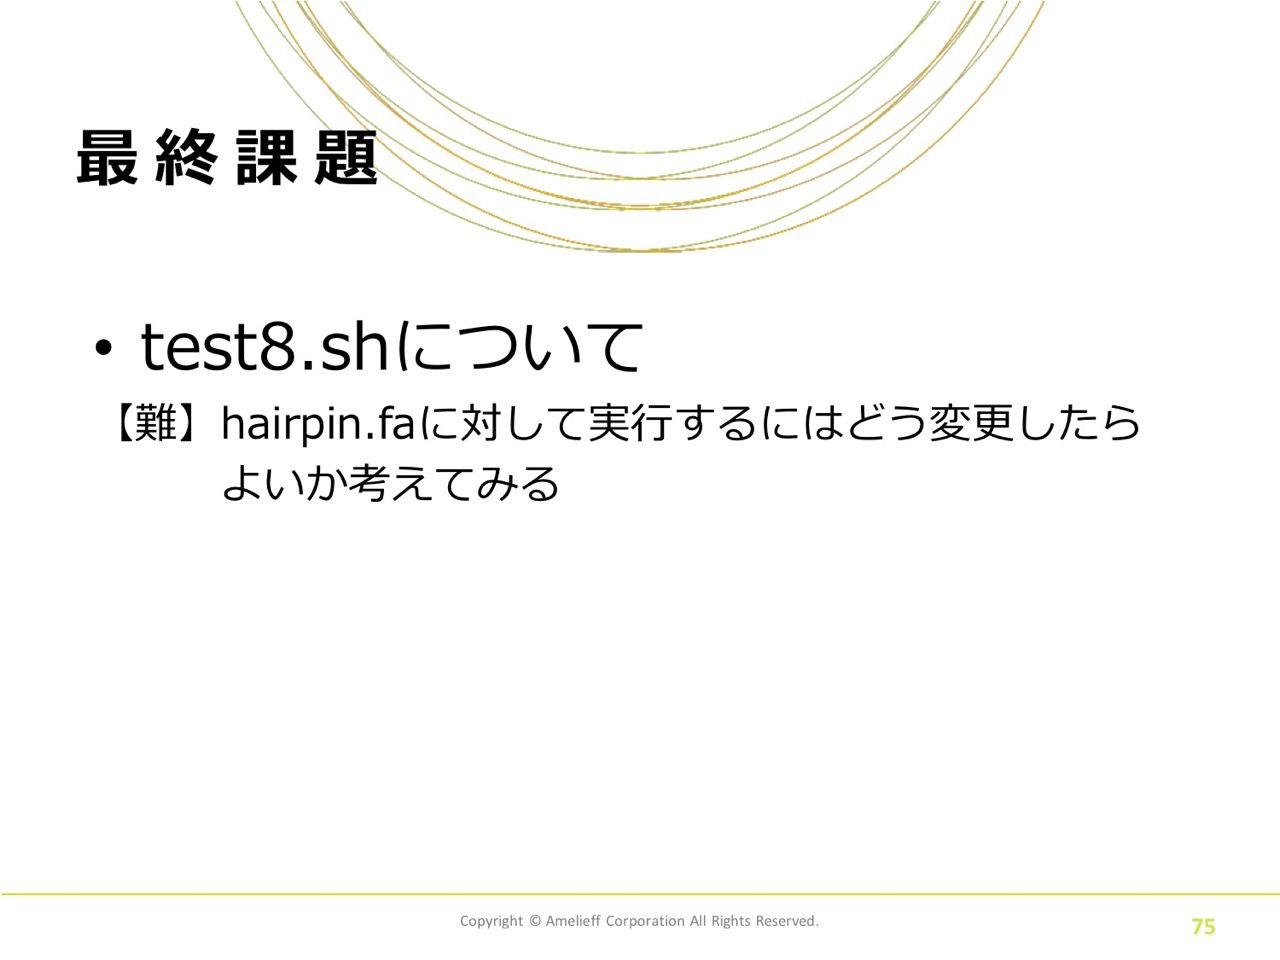 最終課題
• test8.shについて
【難】hairpin.faに対して実行するにはどう変更したら
よいか考えてみる
Copyright © Amelieff Corporation All Rights Reserved.
75